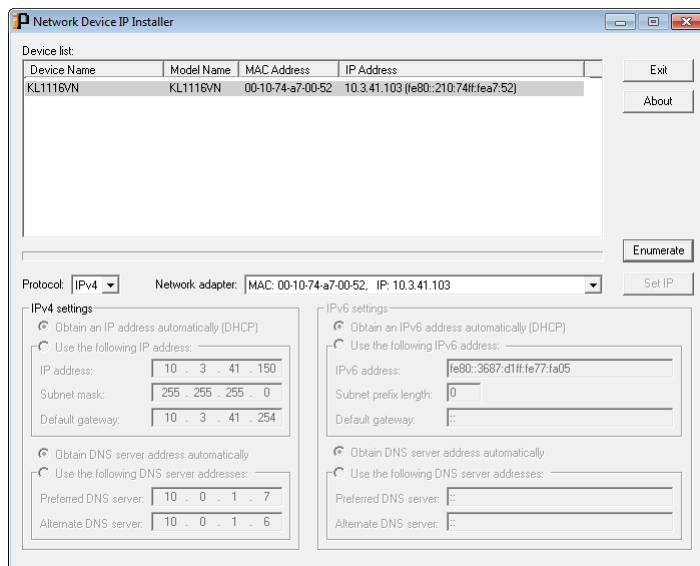 Network Device IP Installer
Device list:
Device Name Model Name MAC Address IP Address
KL1116VN KL1116VN 00-10-74-a7-00-52 10.3.41.103 (fe80::210:74ff:fea7:52)
Exit
About
Enumerate
Protocol: IPv4 Network adapter: MAC: 00-10-74-a7-00-52, IP: 10.3.41.103 Set IP
IPv4 settings
Obtain an IP address automatically (DHCP)
Use the following IP address:
IP address: 10 . 3 . 41 . 150
Subnet mask: 255 . 255 . 255 . 0
Default gateway: 10 . 3 . 41 . 254
Obtain DNS server address automatically
Use the following DNS server addresses:
Preferred DNS server: 10 . 0 . 1 . 7
Alternate DNS server: 10 . 0 . 1 . 6
IPv6 settings
Obtain an IPv6 address automatically (DHCP)
Use the following IPv6 address:
IPv6 address: fe80::3687:d1ff:fe77:fa05
Subnet prefix length: 0
Default gateway: ::
Obtain DNS server address automatically
Use the following DNS server addresses:
Preferred DNS server: ::
Alternate DNS server: ::